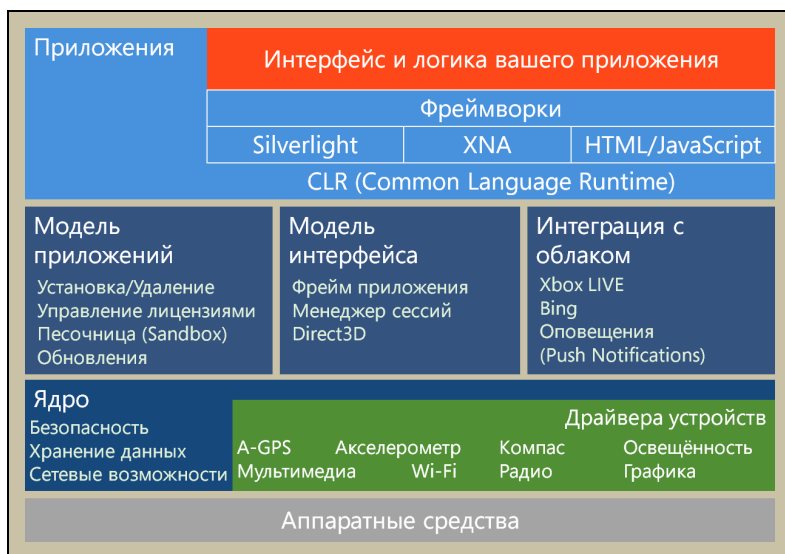 Приложения
Интерфейс и логика вашего приложения
Фреймворки
Silverlight
XNA
HTML/JavaScript
CLR (Common Language Runtime)
Модель
приложений
Установка/Удаление
Управление лицензиями
Песочница (Sandbox)
Обновления
Модель
интерфейса
Фрейм приложения
Менеджер сессий
Direct3D
Интеграция с
облаком
Xbox LIVE
Bing
Оповещения
(Push Notifications)
Ядро
Безопасность
Хранение данных
Сетевые возможности
Драйвера устройств
A-GPS Акселерометр Компас Освещённость
Мультимедиа Wi-Fi Радио Графика
Аппаратные средства